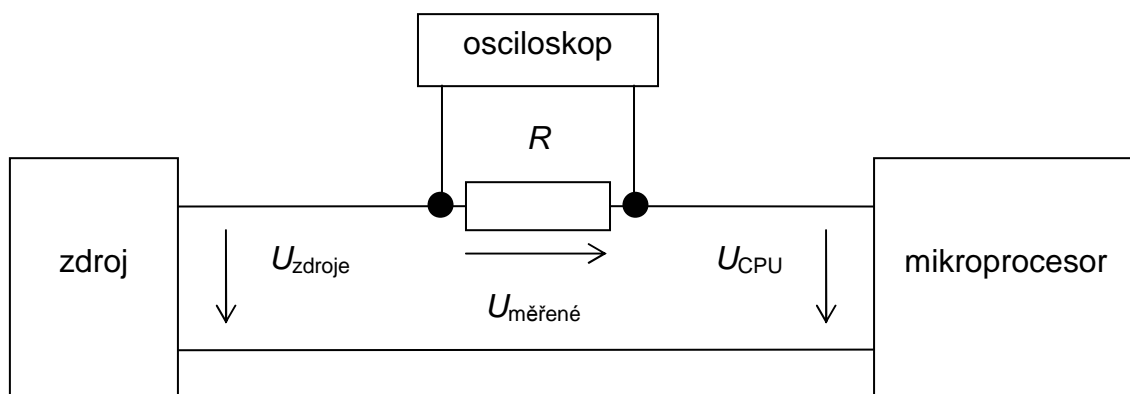 osciloskop
R
zdroj
Uzdroje
UCPU
mikroprocesor
Uměřené